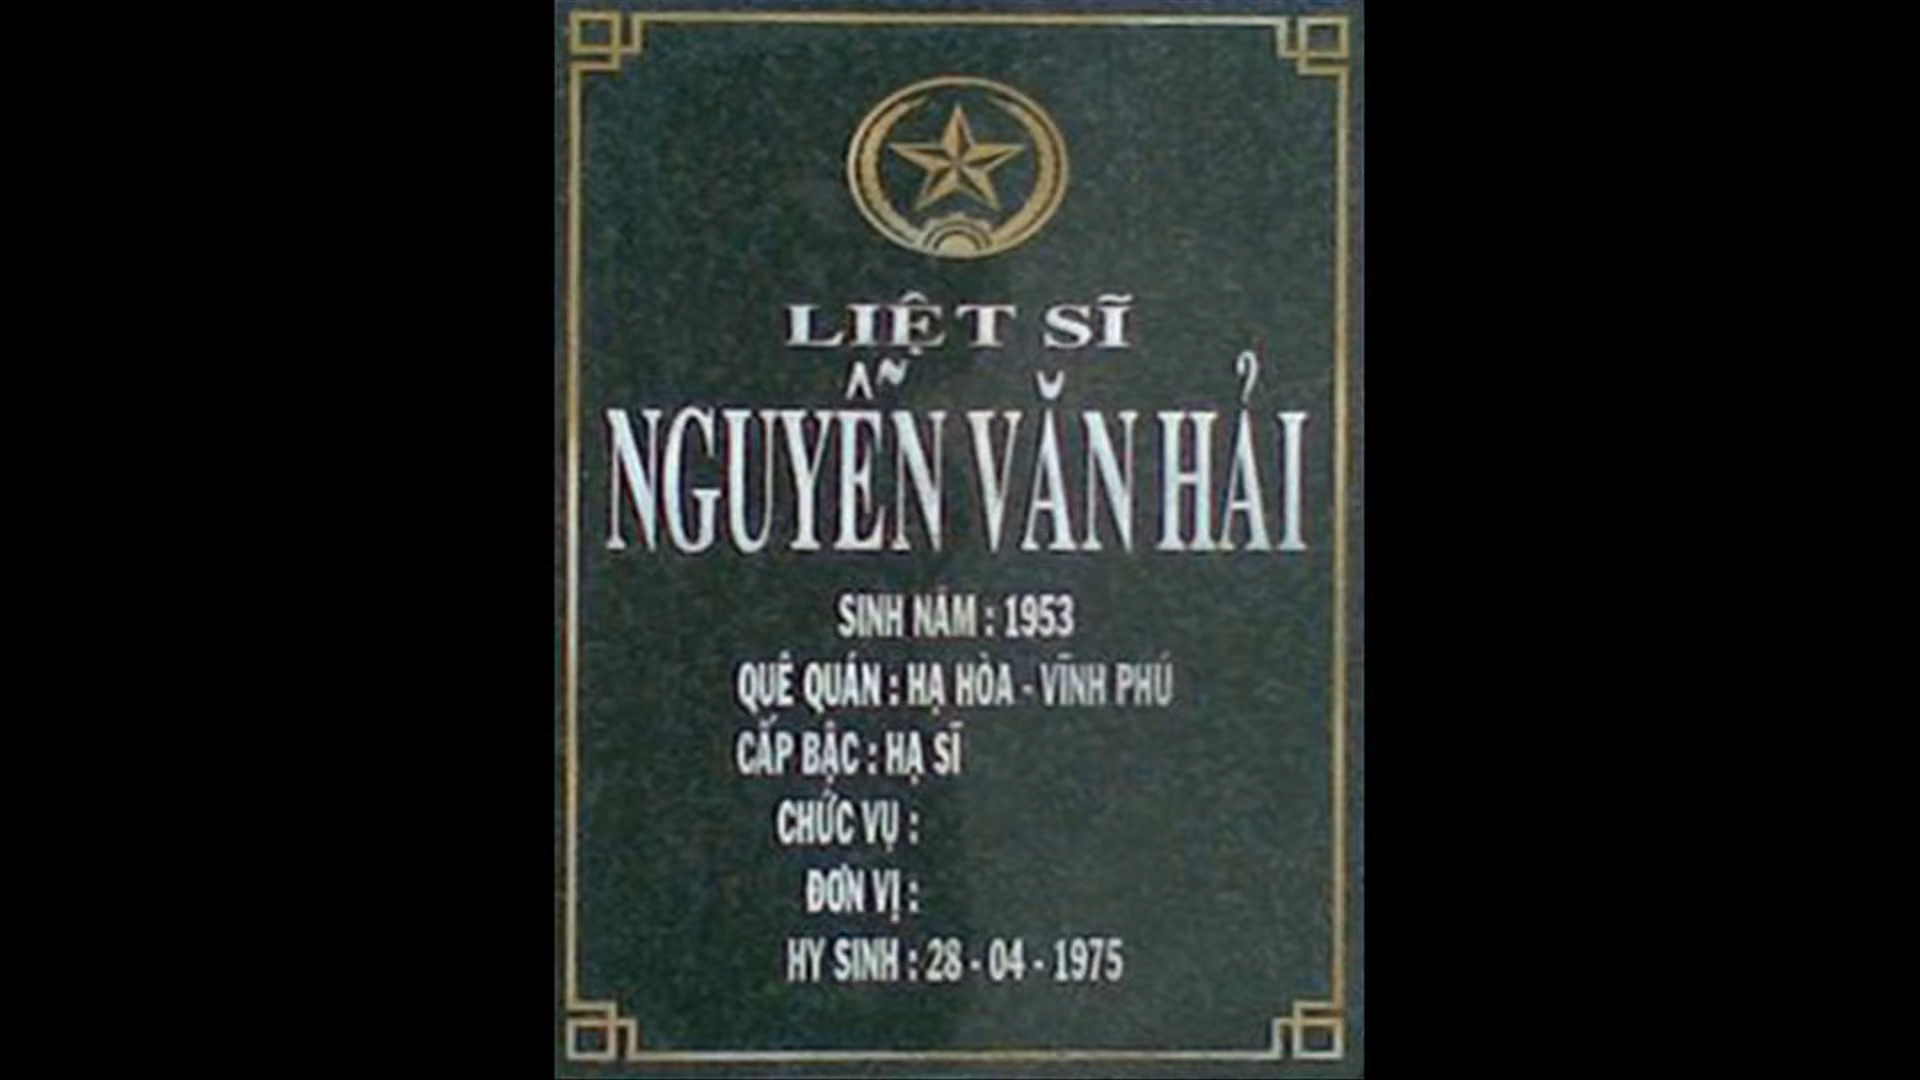 LIỆT SĨ
NGUYỄN VĂN HẢI
SINH NĂM : 1953
QUÊ QUÁN : HẠ HÒA - VĨNH PHÚ
CẤP BẬC : HẠ SĨ
CHỨC VỤ :
ĐƠN VỊ :
HY SINH : 28 - 04 - 1975